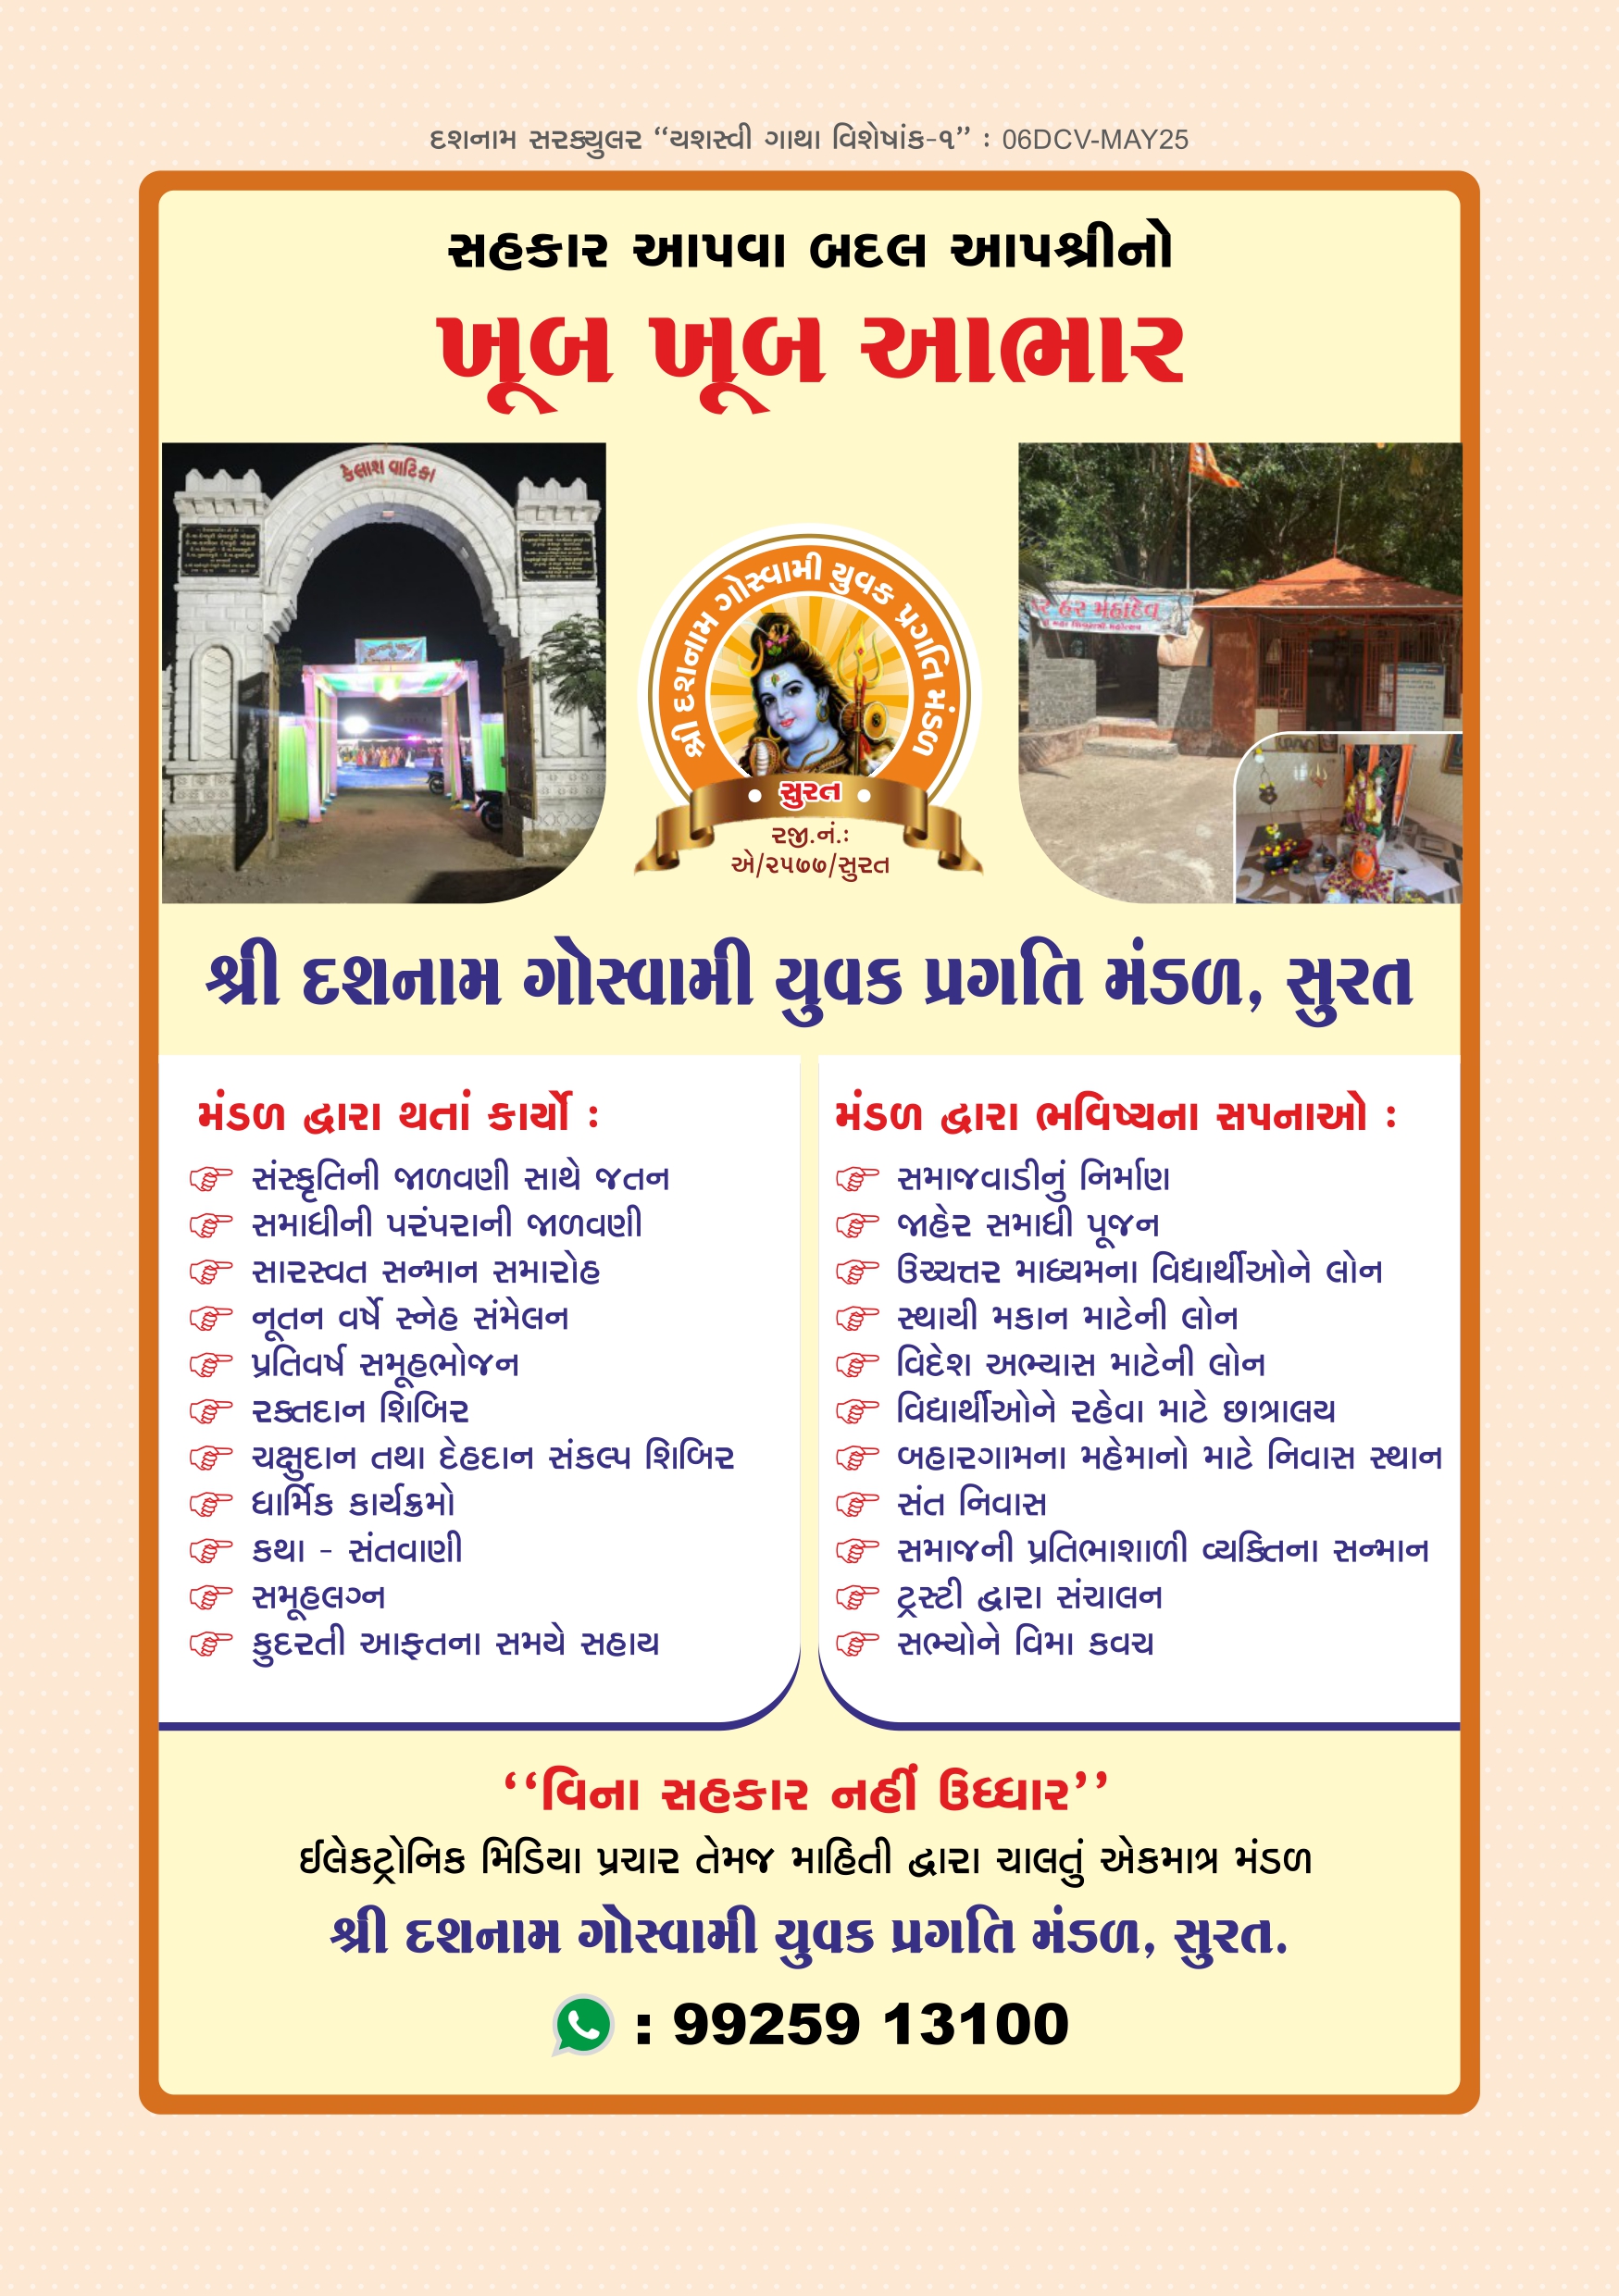 દશનામ સરક્યુલર “યશસ્વી ગાથા વિશેષાંક-૧” : 06DCV-MAY25
સહકાર આપવા બદલ આપશ્રીનો
ખૂબ ખૂબ આભાર
કૈલાશ વાટિકા
હર હર મહાદેવ
શ્રી દશનામ ગોસ્વામી યુવક પ્રગતિ મંડળ
સુરત
રજી.નં.:
એ/૨૫૭૭/સુરત
શ્રી દશનામ ગોસ્વામી યુવક પ્રગતિ મંડળ, સુરત
મંડળ દ્વારા થતાં કાર્યો :
સંસ્કૃતિની જાળવણી સાથે જતન
સમાધીની પરંપરાની જાળવણી
સારસ્વત સન્માન સમારોહ
નૂતન વર્ષે સ્નેહ સંમેલન
પ્રતિવર્ષ સમૂહભોજન
રક્તદાન શિબિર
ચક્ષુદાન તથા દેહદાન સંકલ્પ શિબિર
ધાર્મિક કાર્યક્રમો
કથા - સંતવાણી
સમૂહલગ્ન
કુદરતી આફતના સમયે સહાય
મંડળ દ્વારા ભવિષ્યના સપનાઓ :
સમાજવાડીનું નિર્માણ
જાહેર સમાધી પૂજન
ઉચ્ચત્તર માધ્યમના વિદ્યાર્થીઓને લોન
સ્થાયી મકાન માટેની લોન
વિદેશ અભ્યાસ માટેની લોન
વિદ્યાર્થીઓને રહેવા માટે છાત્રાલય
બહારગામના મહેમાનો માટે નિવાસ સ્થાન
સંત નિવાસ
સમાજની પ્રતિભાશાળી વ્યક્તિના સન્માન
ટ્રસ્ટી દ્વારા સંચાલન
સભ્યોને વિમા કવચ
‘‘વિના સહકાર નહીં ઉધ્ધાર’’
ઈલેક્ટ્રોનિક મિડિયા પ્રચાર તેમજ માહિતી દ્વારા ચાલતું એકમાત્ર મંડળ
શ્રી દશનામ ગોસ્વામી યુવક પ્રગતિ મંડળ, સુરત.
: 99259 13100